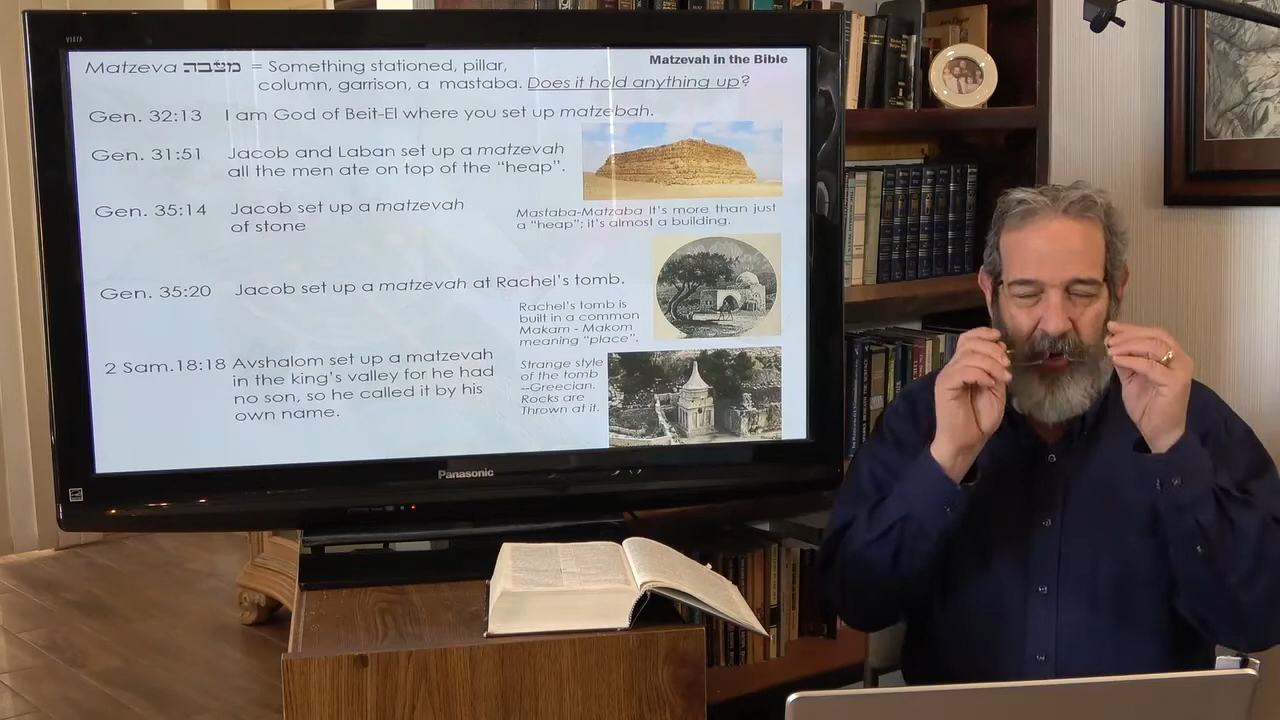 VIERA
Matzevah in the Bible
Matzeva מצבה = Something stationed, pillar,
column, garrison, a mastaba. Does it hold anything up?
Gen. 32:13 I am God of Beit-El where you set up matzebah.
Gen. 31:51 Jacob and Laban set up a matzevah
all the men ate on top of the “heap”.
Gen. 35:14 Jacob set up a matzevah
of stone
Mastaba-Matzaba It’s more than just
a “heap”; it’s almost a building.
Gen. 35:20 Jacob set up a matzevah at Rachel’s tomb.
Rachel’s tomb is
built in a common
Makam - Makom
meaning “place”.
2 Sam.18:18 Avshalom set up a matzevah
in the king’s valley for he had
no son, so he called it by his
own name.
Strange style
of the tomb
–Greecian.
Rocks are
Thrown at it.
Panasonic